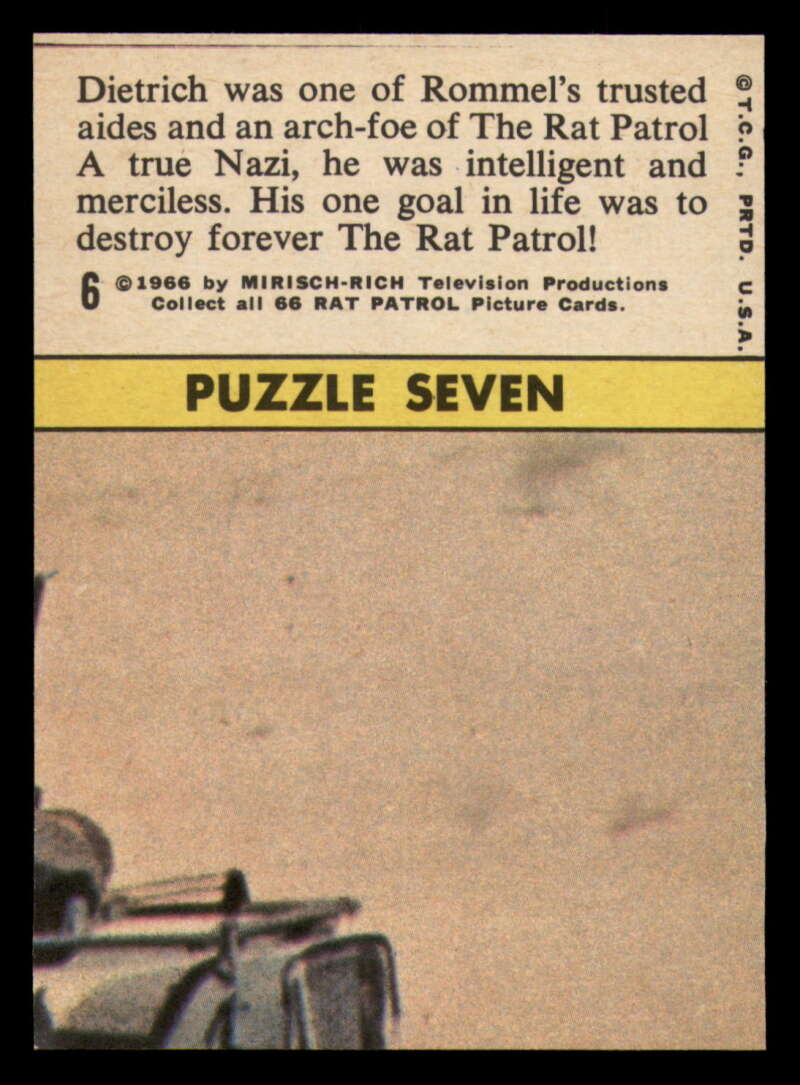 Dietrich was one of Rommel's trusted
aides and an arch-foe of The Rat Patrol
A true Nazi, he was intelligent and
merciless. His one goal in life was to
destroy forever The Rat Patrol!
6 ©1966 by MIRISCH-RICH Television Productions
Collect all 66 RAT PATROL Picture Cards.
© T.C.G., PRTD. U.S.A.
PUZZLE SEVEN